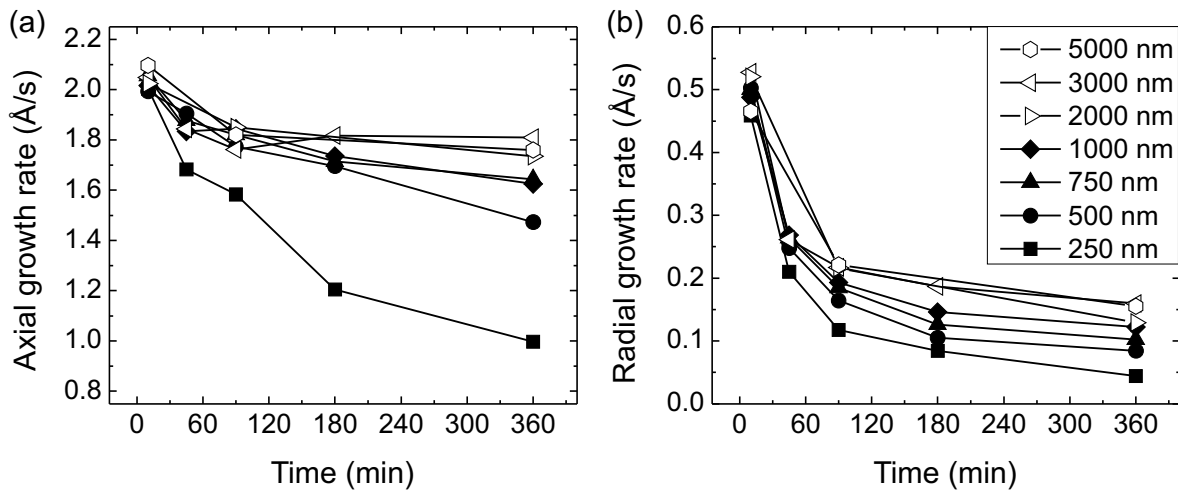 (a)
Axial growth rate (Å/s)
2.2
2.0
1.8
1.6
1.4
1.2
1.0
0.8
0 60 120 180 240 300 360
Time (min)
(b)
Radial growth rate (Å/s)
0.6
0.5
0.4
0.3
0.2
0.1
0.0
0 60 120 180 240 300 360
Time (min)
5000 nm
3000 nm
2000 nm
1000 nm
750 nm
500 nm
250 nm